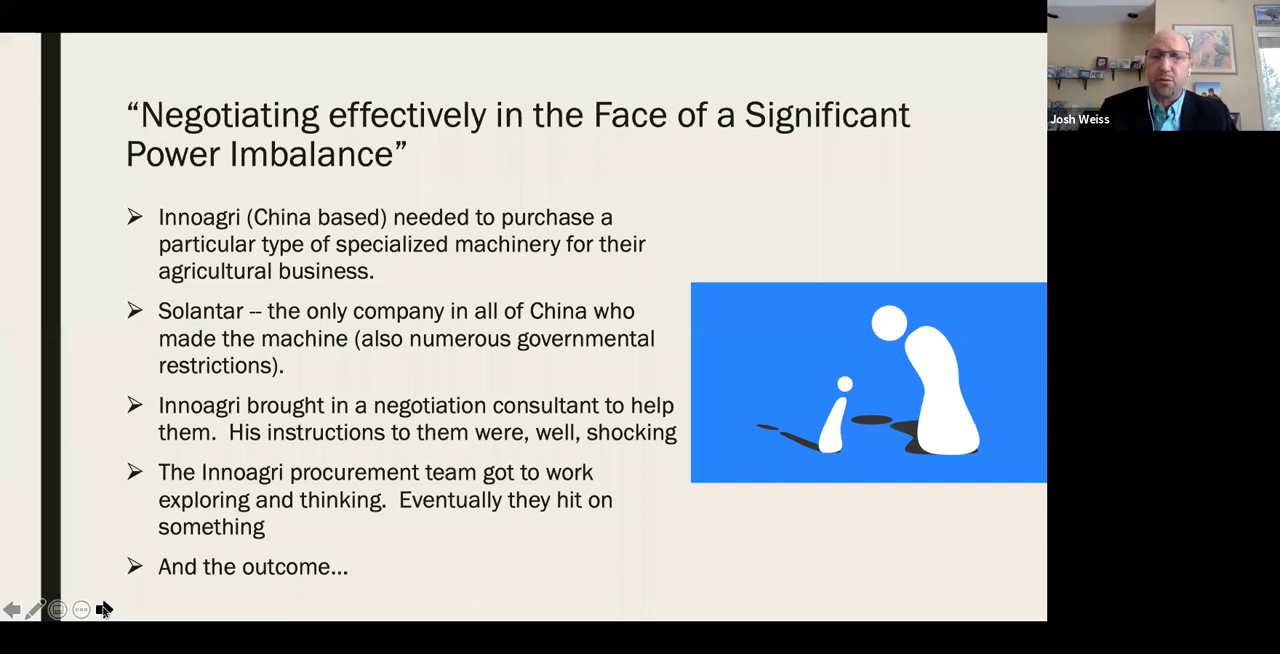 “Negotiating effectively in the Face of a Significant
Power Imbalance”
Innoagri (China based) needed to purchase a
particular type of specialized machinery for their
agricultural business.
Solantar -- the only company in all of China who
made the machine (also numerous governmental
restrictions).
Innoagri brought in a negotiation consultant to help
them.  His instructions to them were, well, shocking
The Innoagri procurement team got to work
exploring and thinking.  Eventually they hit on
something
And the outcome...
Josh Weiss